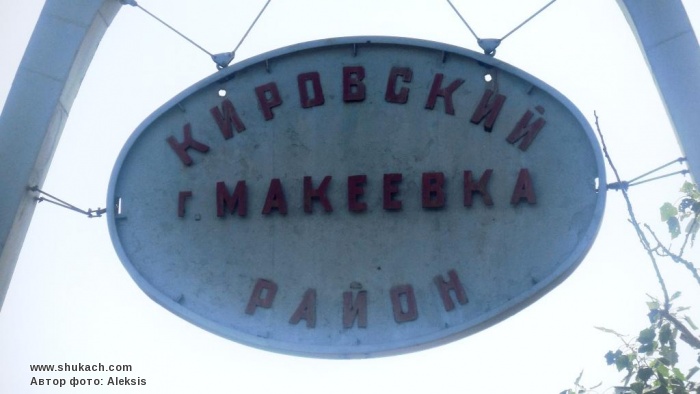 КИРОВСКИЙ
г. МАКЕЕВКА
РАЙОН
www.shukach.com
Автор фото: Aleksis